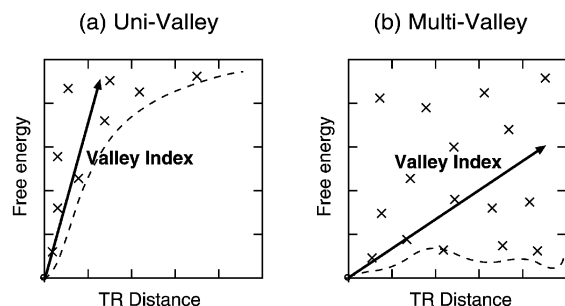 (a) Uni-Valley
Free energy
Valley Index
TR Distance
(b) Multi-Valley
Free energy
Valley Index
TR Distance